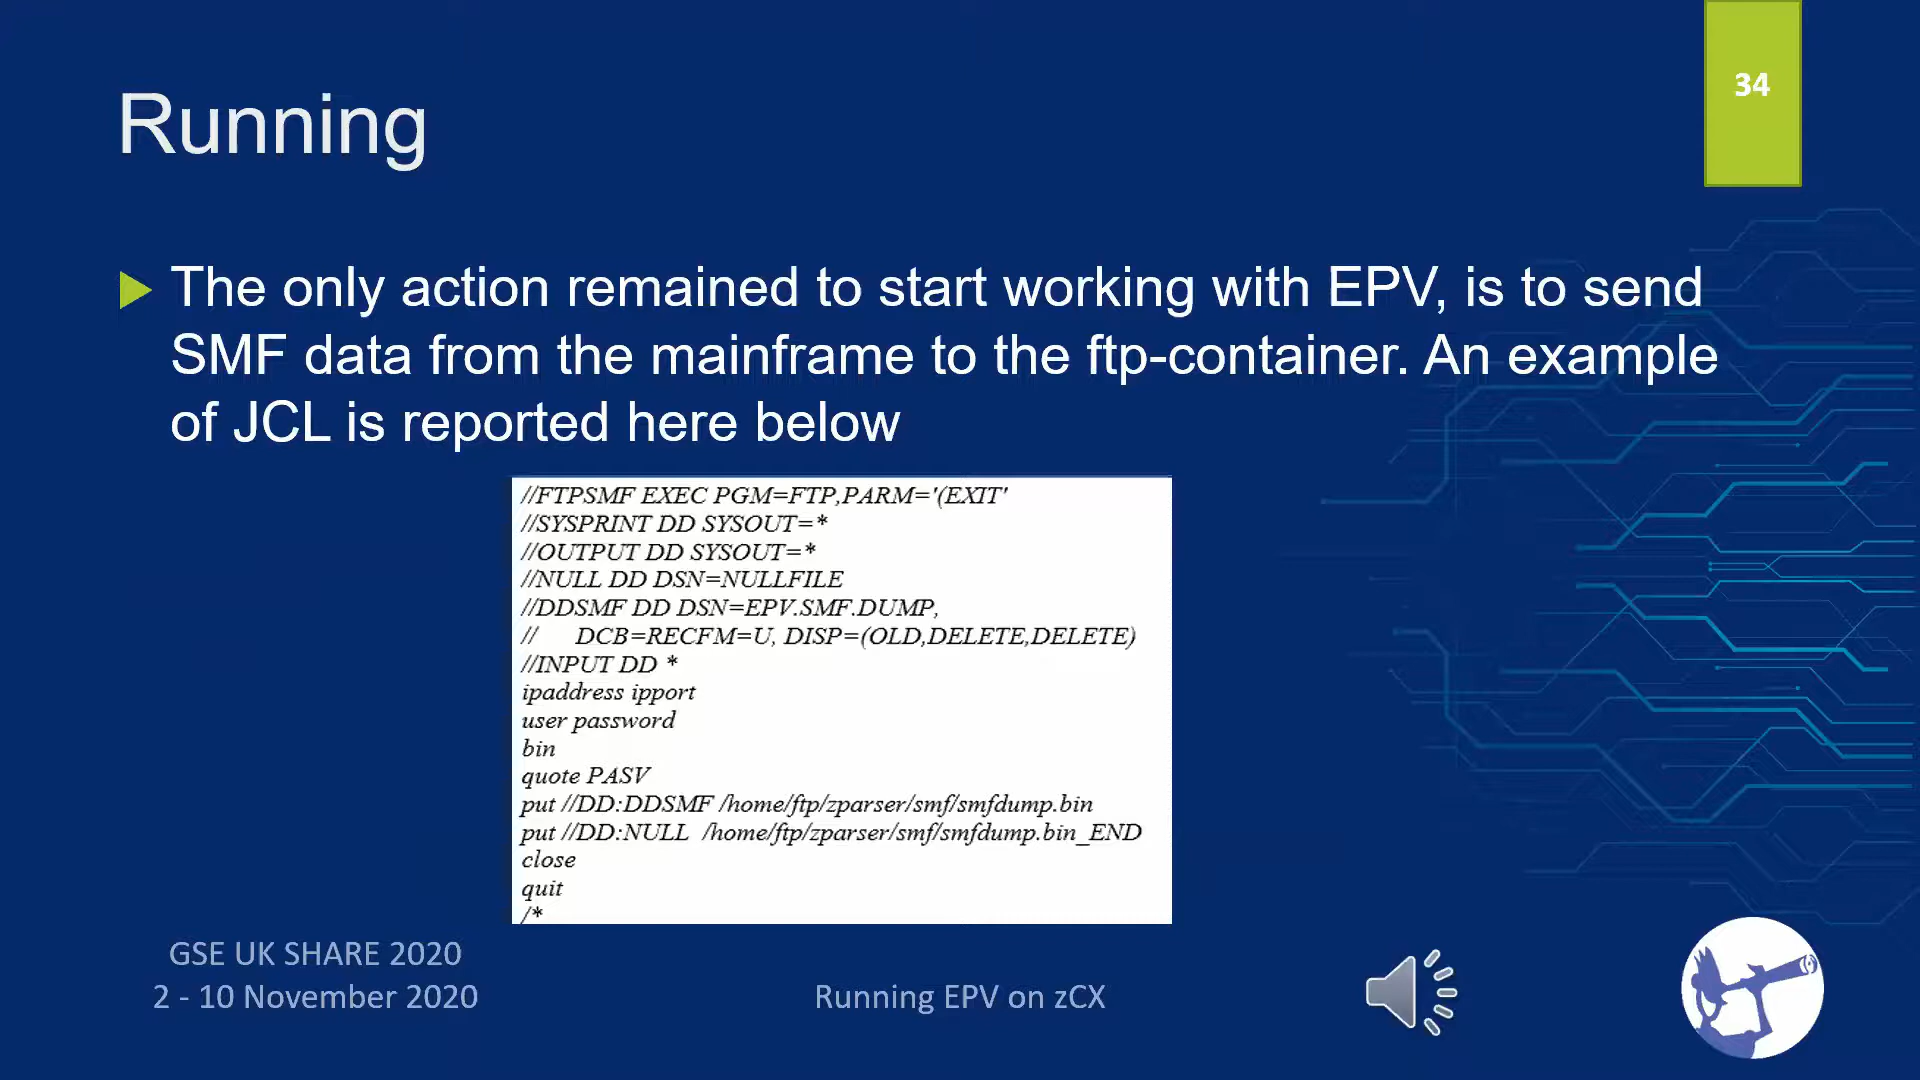 34
Running
The only action remained to start working with EPV, is to send
SMF data from the mainframe to the ftp-container. An example
of JCL is reported here below
//FTPSMF EXEC PGM=FTP,PARM='(EXIT'
//SYSPRINT DD SYSOUT=*
//OUTPUT DD SYSOUT=*
//NULL DD DSN=NULLFILE
//DDSMF DD DSN=EPV.SMF.DUMP,
// DCB=RECFM=U, DISP=(OLD,DELETE,DELETE)
//INPUT DD *
ipaddress ipport
user password
bin
quote PASV
put //DD:DDSMF /home/ftp/zparser/smf/smfdump.bin
put //DD:NULL /home/ftp/zparser/smf/smfdump.bin_END
close
quit
/*
GSE UK SHARE 2020
2 - 10 November 2020
Running EPV on zCX